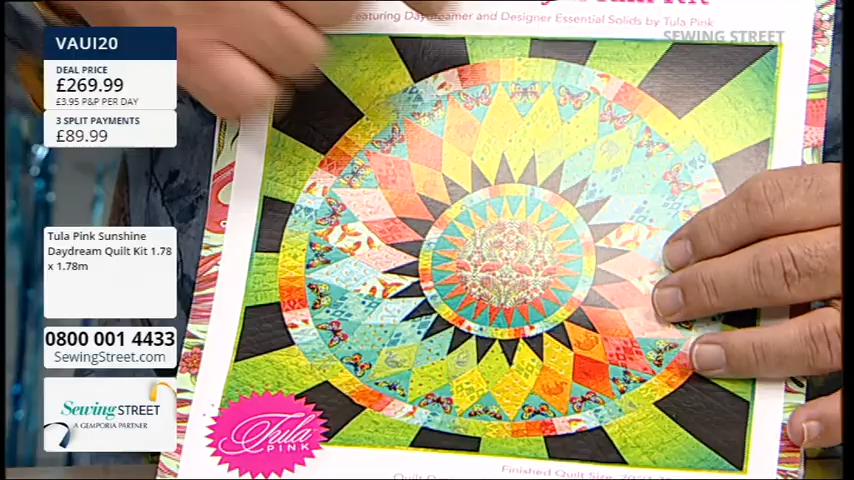 VAUI20
DEAL PRICE
£269.99
£3.95 P&P PER DAY
3 SPLIT PAYMENTS
£89.99
Tula Pink Sunshine
Daydream Quilt Kit 1.78
x 1.78m
0800 001 4433
SewingStreet.com
Sewing STREET
A GEMPORIA PARTNER
Kit
Featuring Daydreamer and Designer Essential Solids by Tula Pink
SEWING STREET
Tula
PINK
Finished Quilt Size